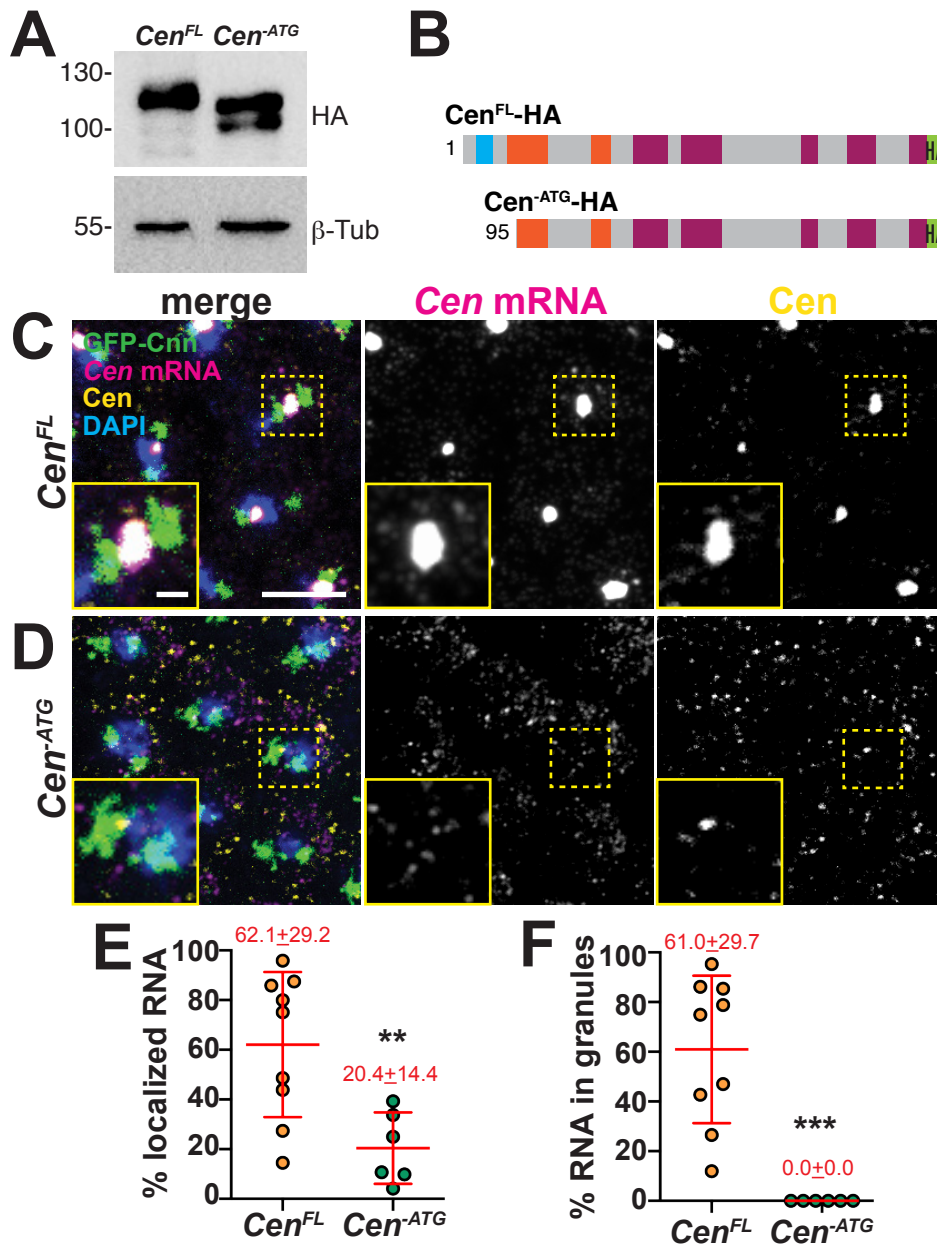 A
Cen^FL Cen^-ATG
130-
100-
HA
55-
β-Tub
B
Cen^FL-HA
1
HA
Cen^-ATG-HA
95
HA
merge
Cen mRNA
Cen
C
Cen^FL
GFP-Cnn
Cen mRNA
Cen
DAPI
D
Cen^-ATG
E
% localized RNA
100
80
60
40
20
0
62.1±29.2
**
20.4±14.4
Cen^FL
Cen^-ATG
F
% RNA in granules
100
80
60
40
20
0
61.0±29.7
***
0.0±0.0
Cen^FL
Cen^-ATG